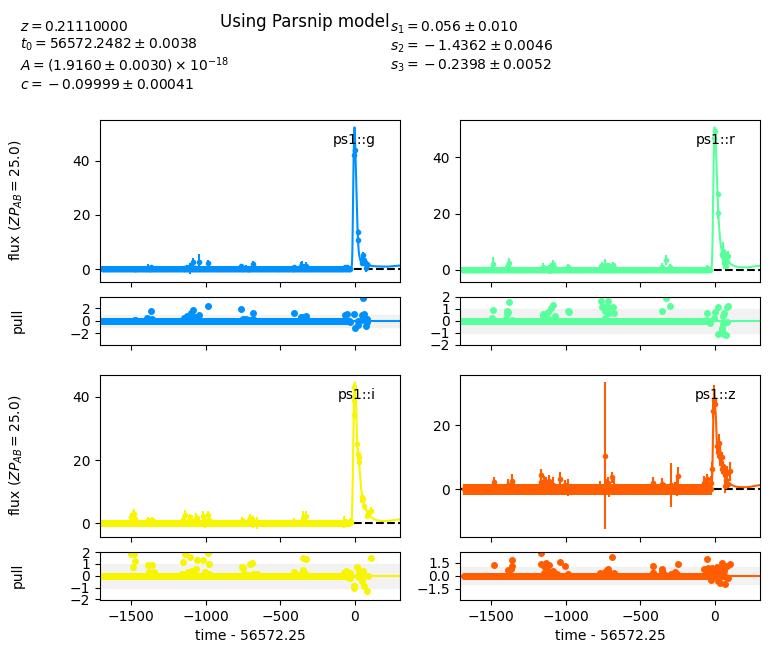 Using Parsnip model
z = 0.21110000
t₀ = 56572.2482 ± 0.0038
A = (1.9160 ± 0.0030) × 10⁻¹⁸
c = −0.09999 ± 0.00041
s₁ = 0.056 ± 0.010
s₂ = −1.4362 ± 0.0046
s₃ = −0.2398 ± 0.0052
flux (ZP_AB = 25.0)
40
20
0
ps1::g
40
20
0
ps1::r
pull
2
1
0
−2
2
1
0
−1
−2
flux (ZP_AB = 25.0)
40
20
0
ps1::i
20
0
ps1::z
pull
2
1
0
−1
−2
1.5
0.0
−1.5
−1500 −1000 −500 0
−1500 −1000 −500 0
time - 56572.25
time - 56572.25